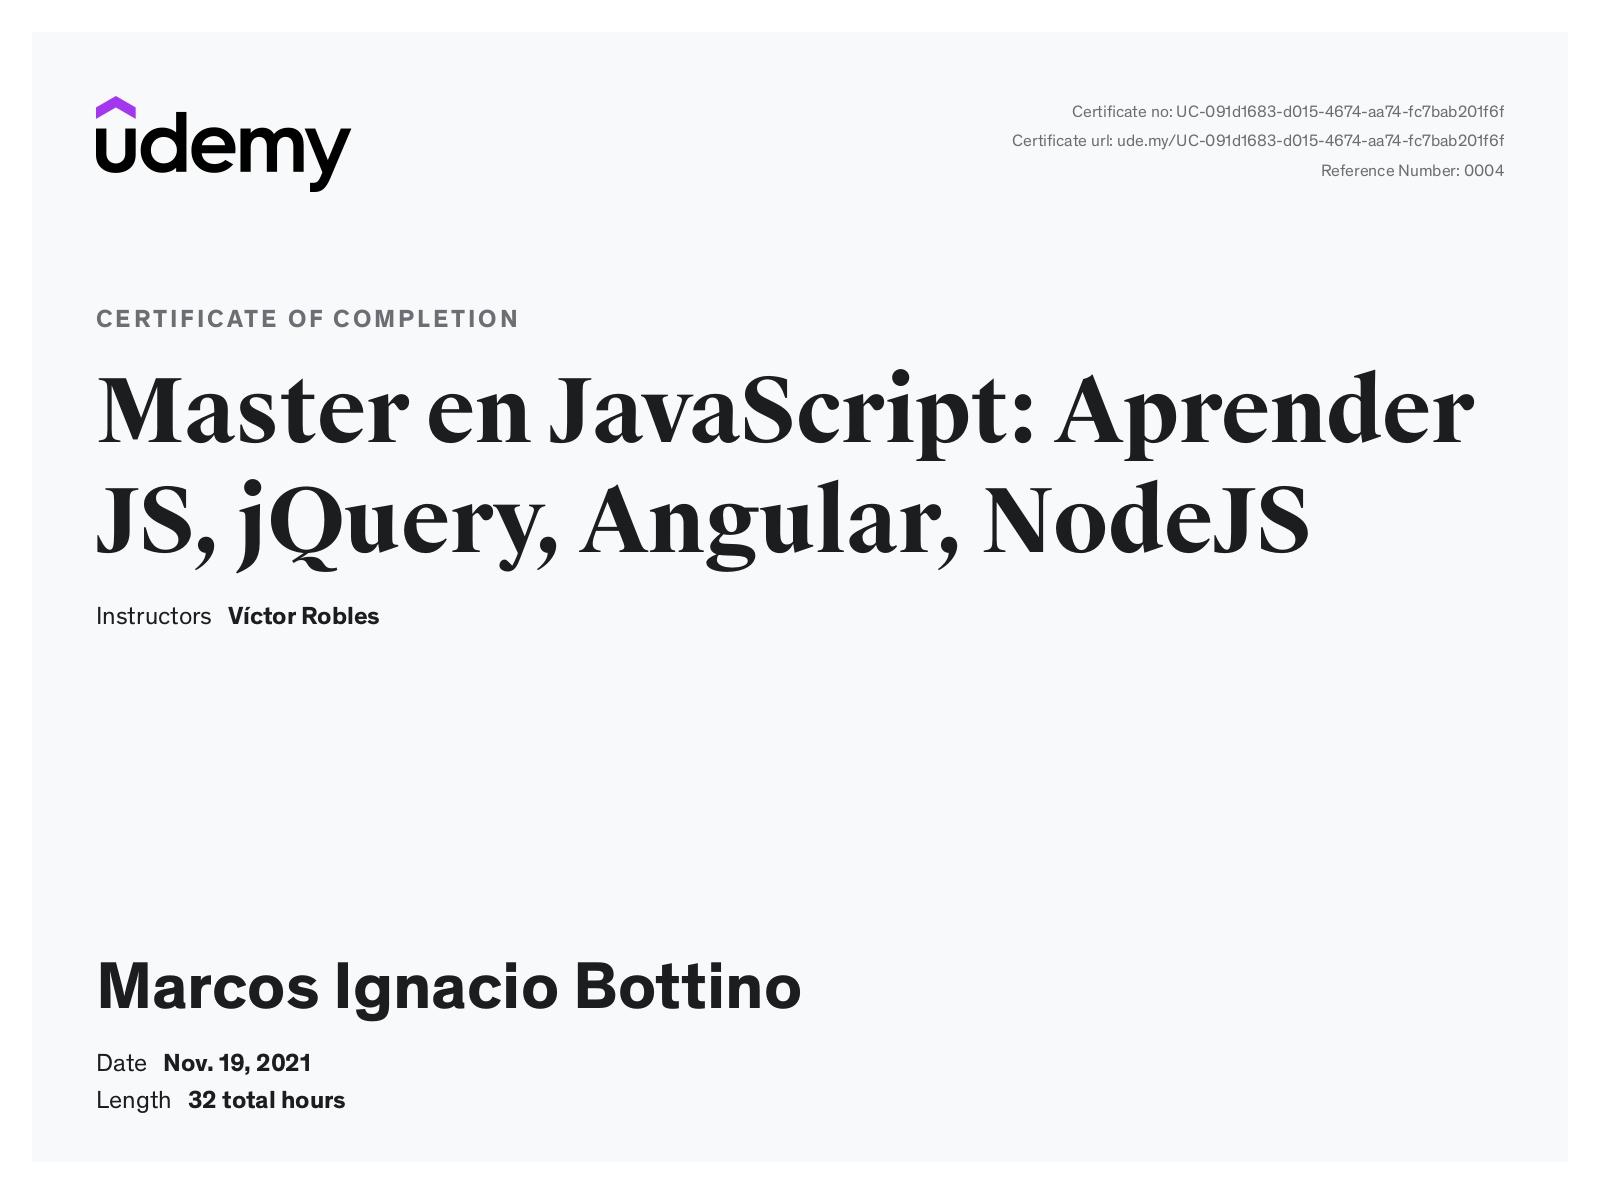 udemy
Certificate no: UC-091d1683-d015-4674-aa74-fc7bab201f6f
Certificate url: ude.my/UC-091d1683-d015-4674-aa74-fc7bab201f6f
Reference Number: 0004
CERTIFICATE OF COMPLETION
Master en JavaScript: Aprender
JS, jQuery, Angular, NodeJS
Instructors Víctor Robles
Marcos Ignacio Bottino
Date Nov. 19, 2021
Length 32 total hours